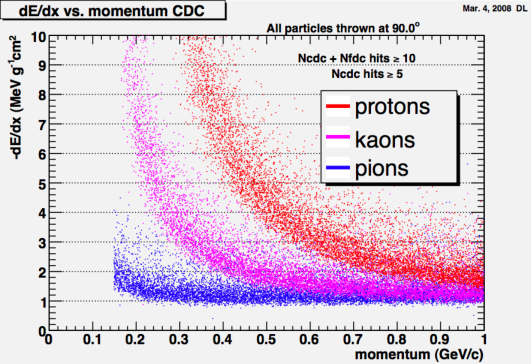 dE/dx vs. momentum CDC
Mar. 4, 2008 DL
All particles thrown at 90.0°
Ncdc + Nfdc hits ≥ 10
Ncdc hits ≥ 5
protons
kaons
pions
-dE/dx (MeV g⁻¹cm²)
10
9
8
7
6
5
4
3
2
1
0
0 0.1 0.2 0.3 0.4 0.5 0.6 0.7 0.8 0.9 1
momentum (GeV/c)